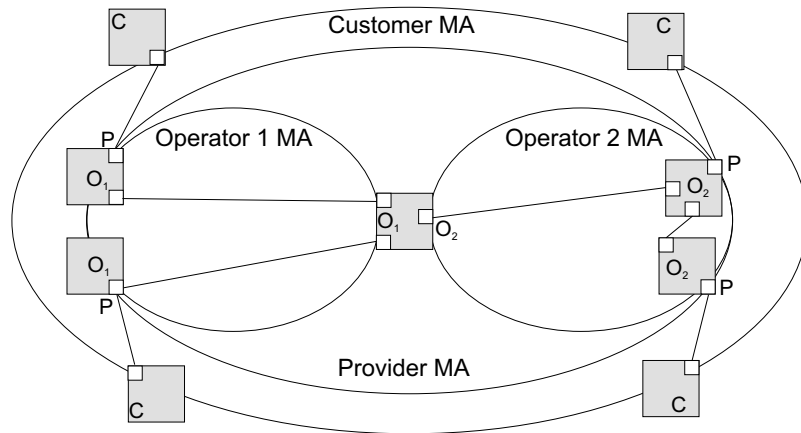 C
Customer MA
C
P
Operator 1 MA
Operator 2 MA
P
O₁
O₂
O₁
O₂
O₁
O₂
P
P
Provider MA
C
C